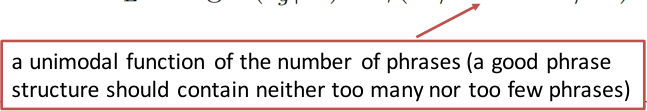 a unimodal function of the number of phrases (a good phrase
structure should contain neither too many nor too few phrases)